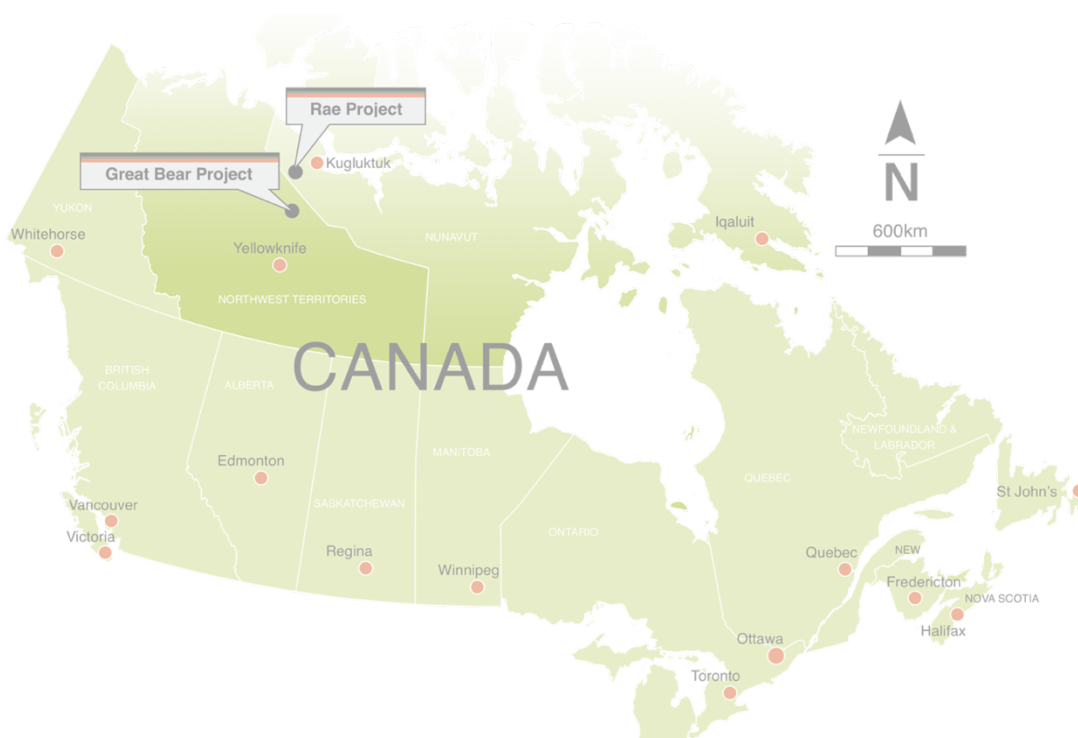 Rae Project
Kugluktuk
Great Bear Project
YUKON
Whitehorse
Yellowknife
NUNAVUT
Iqaluit
N
600km
NORTHWEST TERRITORIES
CANADA
BRITISH
COLUMBIA
ALBERTA
Edmonton
SASKATCHEWAN
MANITOBA
ONTARIO
QUEBEC
NEWFOUNDLAND &
LABRADOR
St John's
Vancouver
Victoria
Regina
Winnipeg
Quebec
NEW
Fredericton
NOVA SCOTIA
Halifax
Ottawa
Toronto